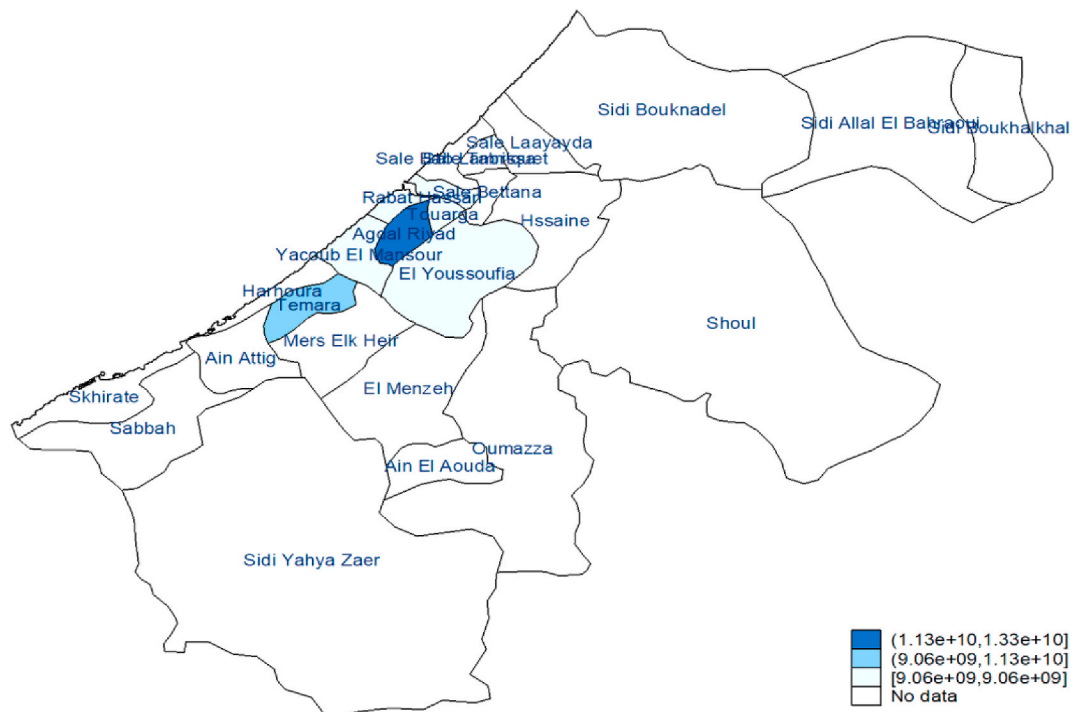 Sidi Bouknadel
Sidi Allal El Bahraoui
Sidi Boukhalkhal
Sale Laayayda
Sale
Sale Bettana
Rabat Hassan
Touarga
Hssaine
Agdal Riyad
Yacoub El Mansour
El Youssoufia
Harhoura
Temara
Shoul
Mers Elk Heir
Ain Attig
El Menzeh
Skhirate
Sabbah
Oumazza
Ain El Aouda
Sidi Yahya Zaer
(1.13e+10,1.33e+10]
(9.06e+09,1.13e+10]
[9.06e+09,9.06e+09]
No data